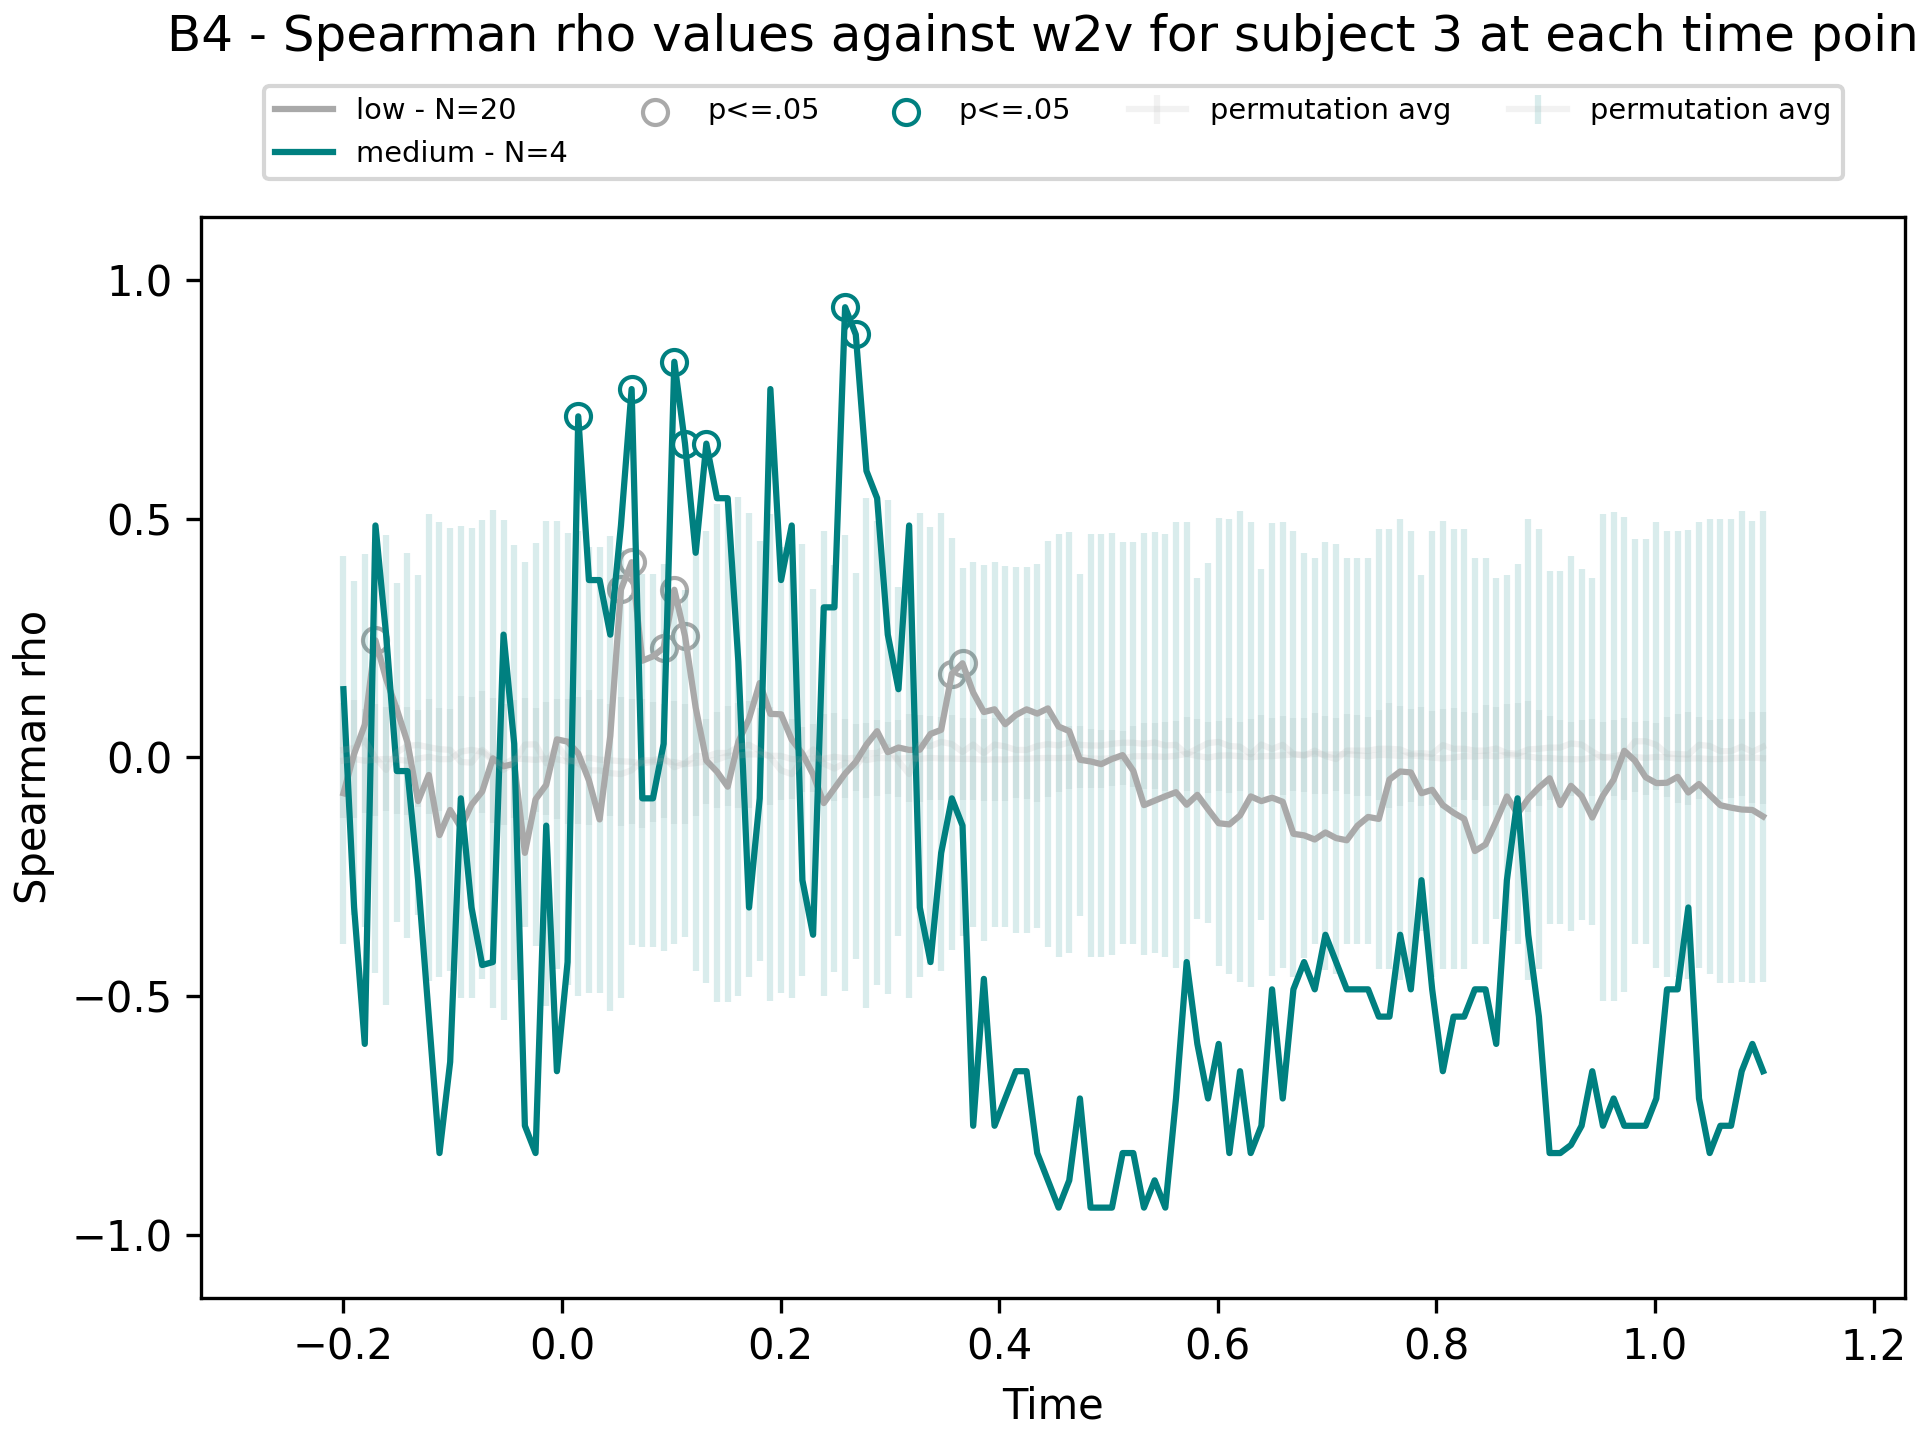 B4 - Spearman rho values against w2v for subject 3 at each time poin
low - N=20 p<=.05 p<=.05 permutation avg permutation avg
medium - N=4
1.0
0.5
0.0
−0.5
−1.0
Spearman rho
−0.2 0.0 0.2 0.4 0.6 0.8 1.0 1.2
Time